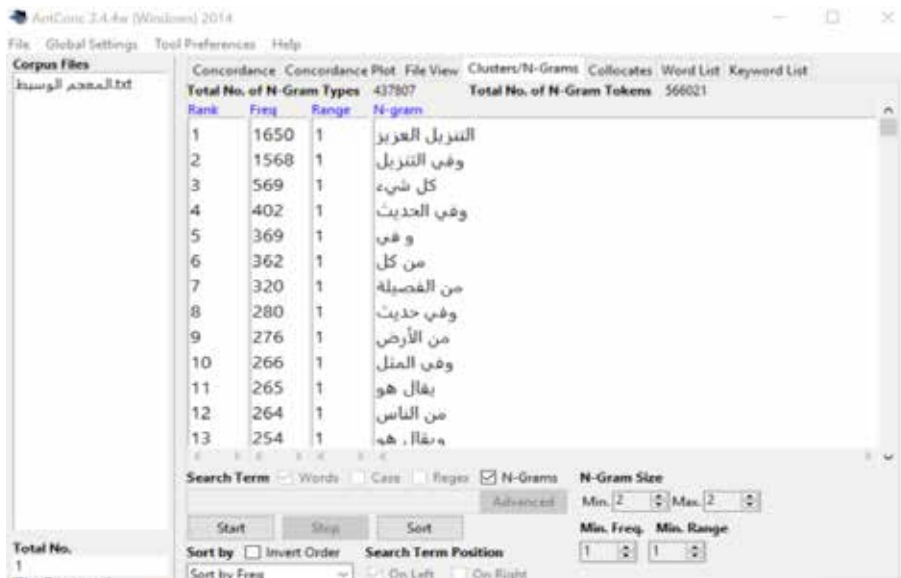 AntConc 3.4.4w (Windows) 2014
File Global Settings Tool Preferences Help
Corpus Files
المعجم الوسيط.txt
Concordance Concordance Plot File View Clusters/N-Grams Collocates Word List Keyword List
Total No. of N-Gram Types 437807 Total No. of N-Gram Tokens 566021
Rank Freq Range N-gram
1 1650 1 التنزيل العزيز
2 1568 1 وفي التنزيل
3 569 1 كل شيء
4 402 1 وفي الحديث
5 369 1 و في
6 362 1 من كل
7 320 1 من الفصيلة
8 280 1 وفي حديث
9 276 1 من الأرض
10 266 1 وفي المثل
11 265 1 يقال هو
12 264 1 من الناس
13 254 1 ويقال هو
Search Term Words Case Regex N-Grams N-Gram Size
Advanced Min. 2 Max. 2
Start Stop Sort Min. Freq. Min. Range
Total No.
1
Sort by Invert Order Search Term Position 1 1
Sort by Freq On Left On Right